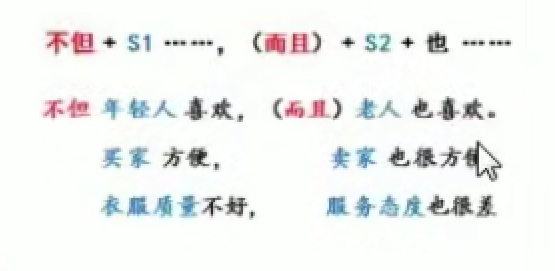 不但 + S1 ……，（而且）+ S2 + 也 ……
不但 年轻人 喜欢，（而且）老人 也喜欢。
买家 方便， 卖家 也很方便
衣服质量不好， 服务态度也很差